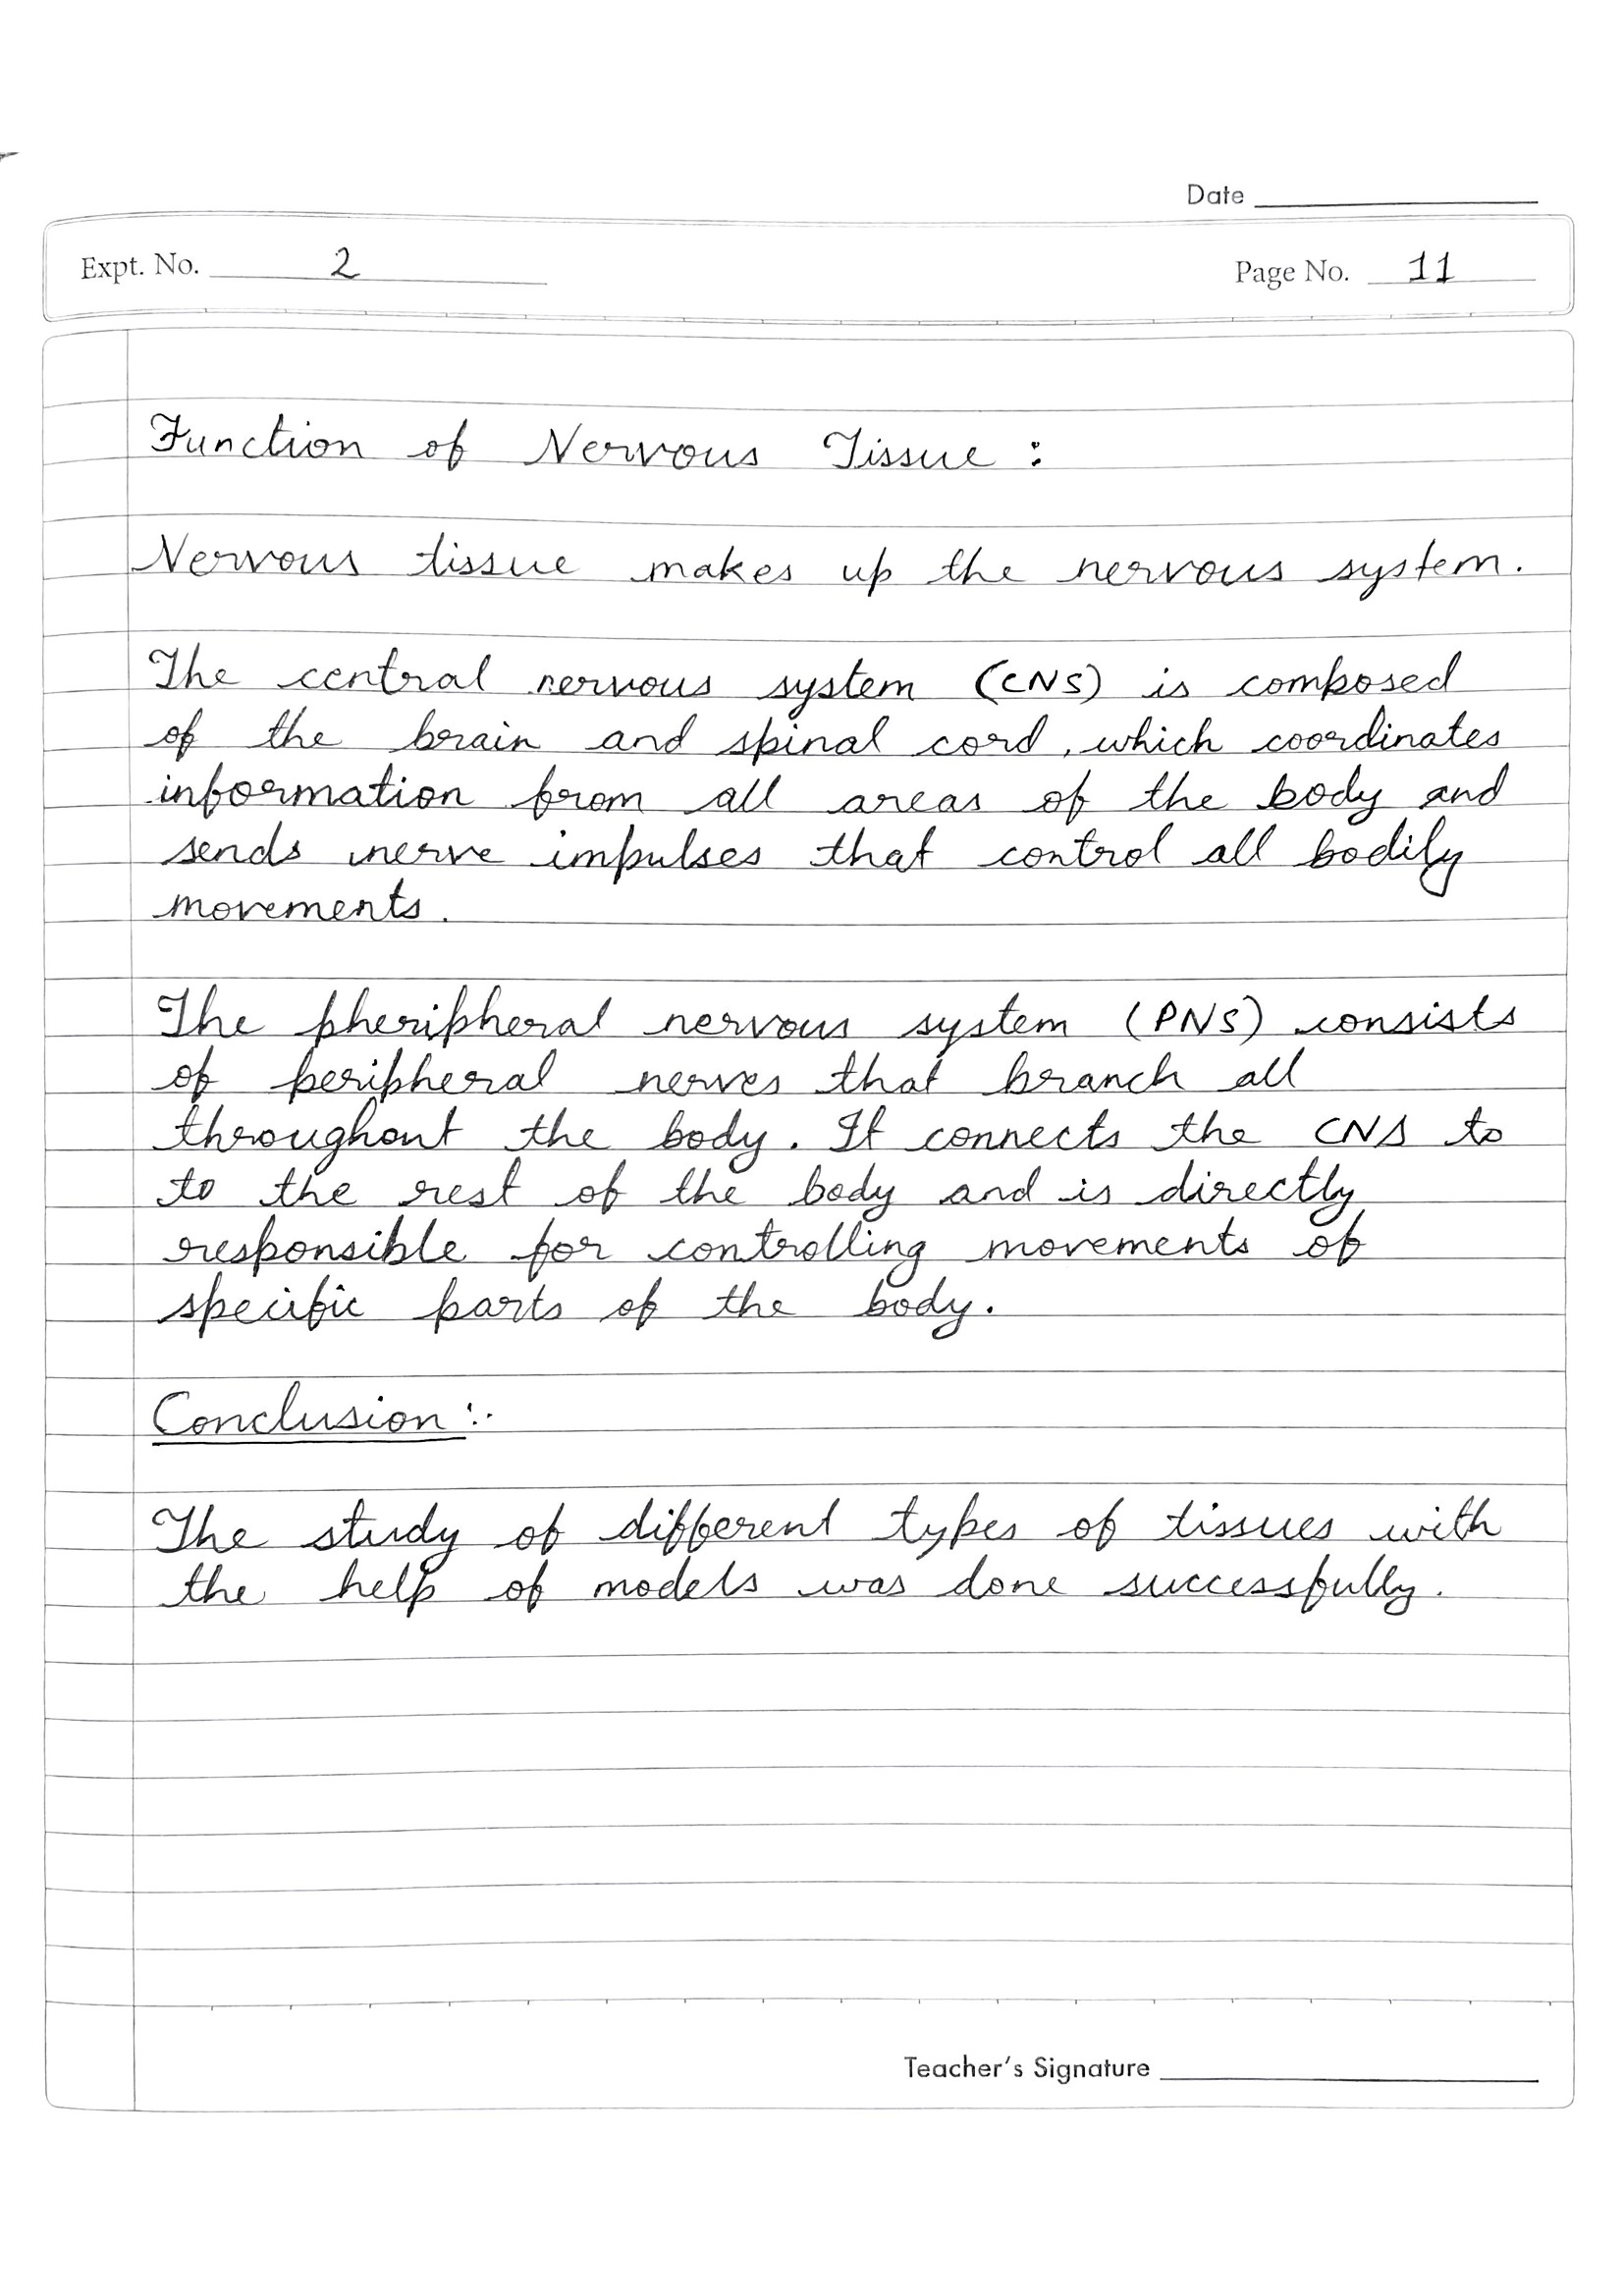 Date
Expt. No. 2
Page No. 11
Function of Nervous Tissue :
Nervous tissue makes up the nervous system.
The central nervous system (CNS) is composed
of the brain and spinal cord, which coordinates
information from all areas of the body and
sends nerve impulses that control all bodily
movements.
The pheripheral nervous system (PNS) consists
of peripheral nerves that branch all
throughout the body. It connects the CNS to
to the rest of the body and is directly
responsible for controlling movements of
specific parts of the body.
Conclusion :-
The study of different types of tissues with
the help of models was done successfully.
Teacher's Signature